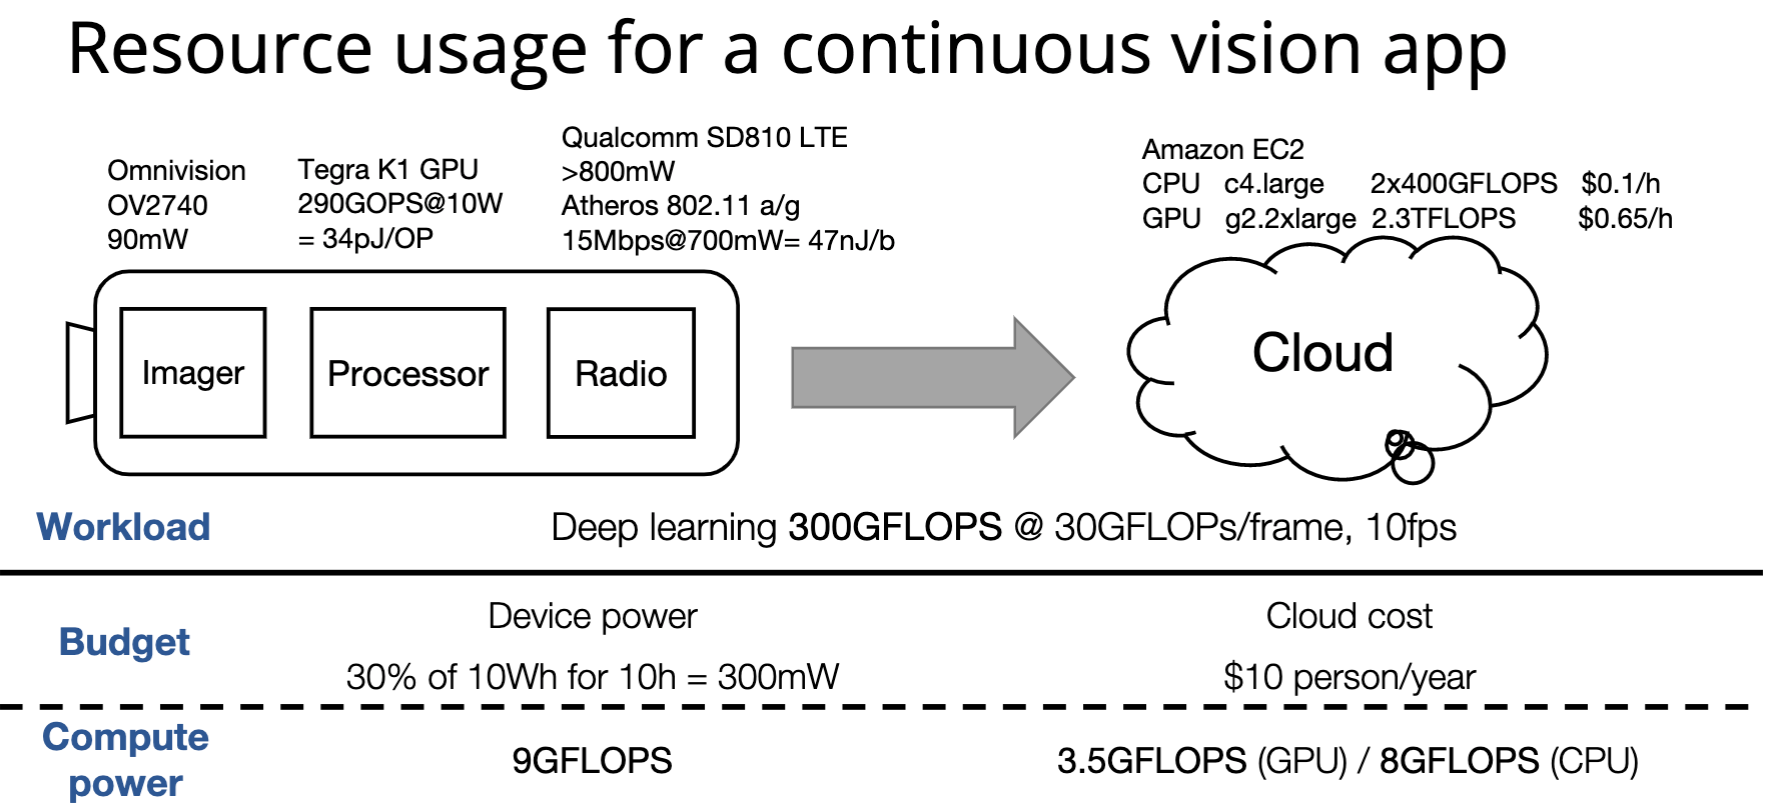 Resource usage for a continuous vision app
Omnivision
OV2740
90mW
Tegra K1 GPU
290GOPS@10W
= 34pJ/OP
Qualcomm SD810 LTE
>800mW
Atheros 802.11 a/g
15Mbps@700mW= 47nJ/b
Amazon EC2
CPU c4.large 2x400GFLOPS $0.1/h
GPU g2.2xlarge 2.3TFLOPS $0.65/h
Imager
Processor
Radio
Cloud
Workload
Deep learning 300GFLOPS @ 30GFLOPs/frame, 10fps
Budget
Device power
30% of 10Wh for 10h = 300mW
Cloud cost
$10 person/year
Compute
power
9GFLOPS
3.5GFLOPS (GPU) / 8GFLOPS (CPU)